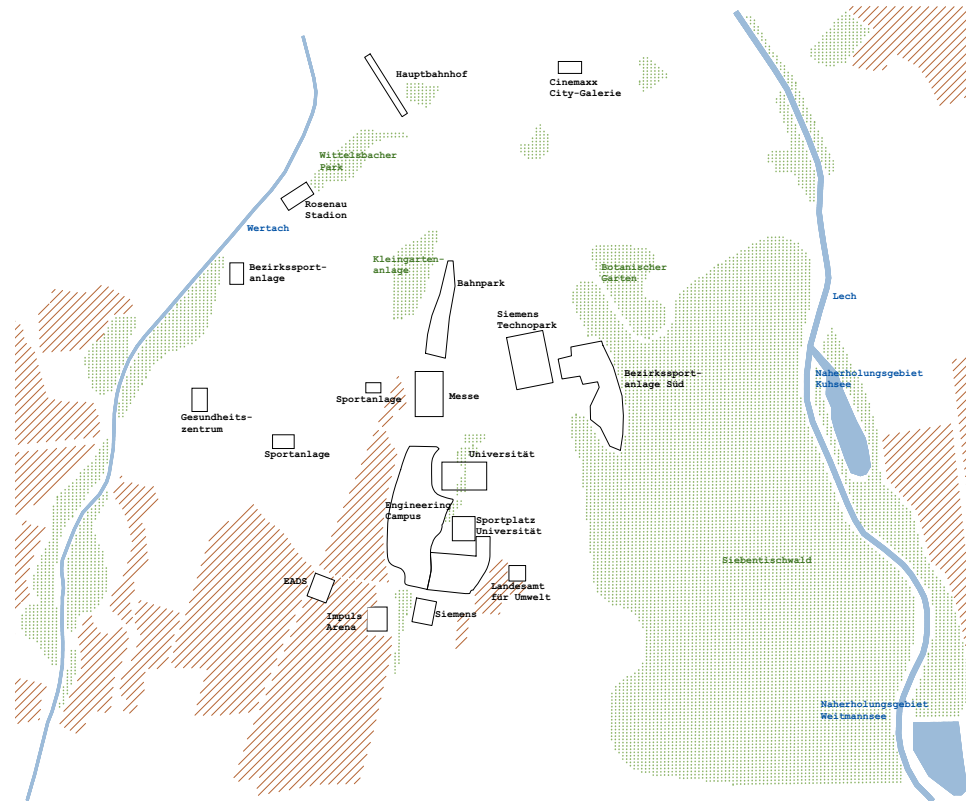 Hauptbahnhof
Cinemaxx
City-Galerie
Wittelsbacher
Park
Rosenau
Stadion
Wertach
Kleingarten-
anlage
Bezirkssport-
anlage
Botanischer
Garten
Bahnpark
Lech
Siemens
Technopark
Bezirkssport-
anlage Süd
Naherholungsgebiet
Kuhsee
Sportanlage
Messe
Gesundheits-
zentrum
Sportanlage
Universität
Engineering
Campus
Sportplatz
Universität
Siebentischwald
EADS
Landesamt
für Umwelt
Impuls
Arena
Siemens
Naherholungsgebiet
Weitmannsee